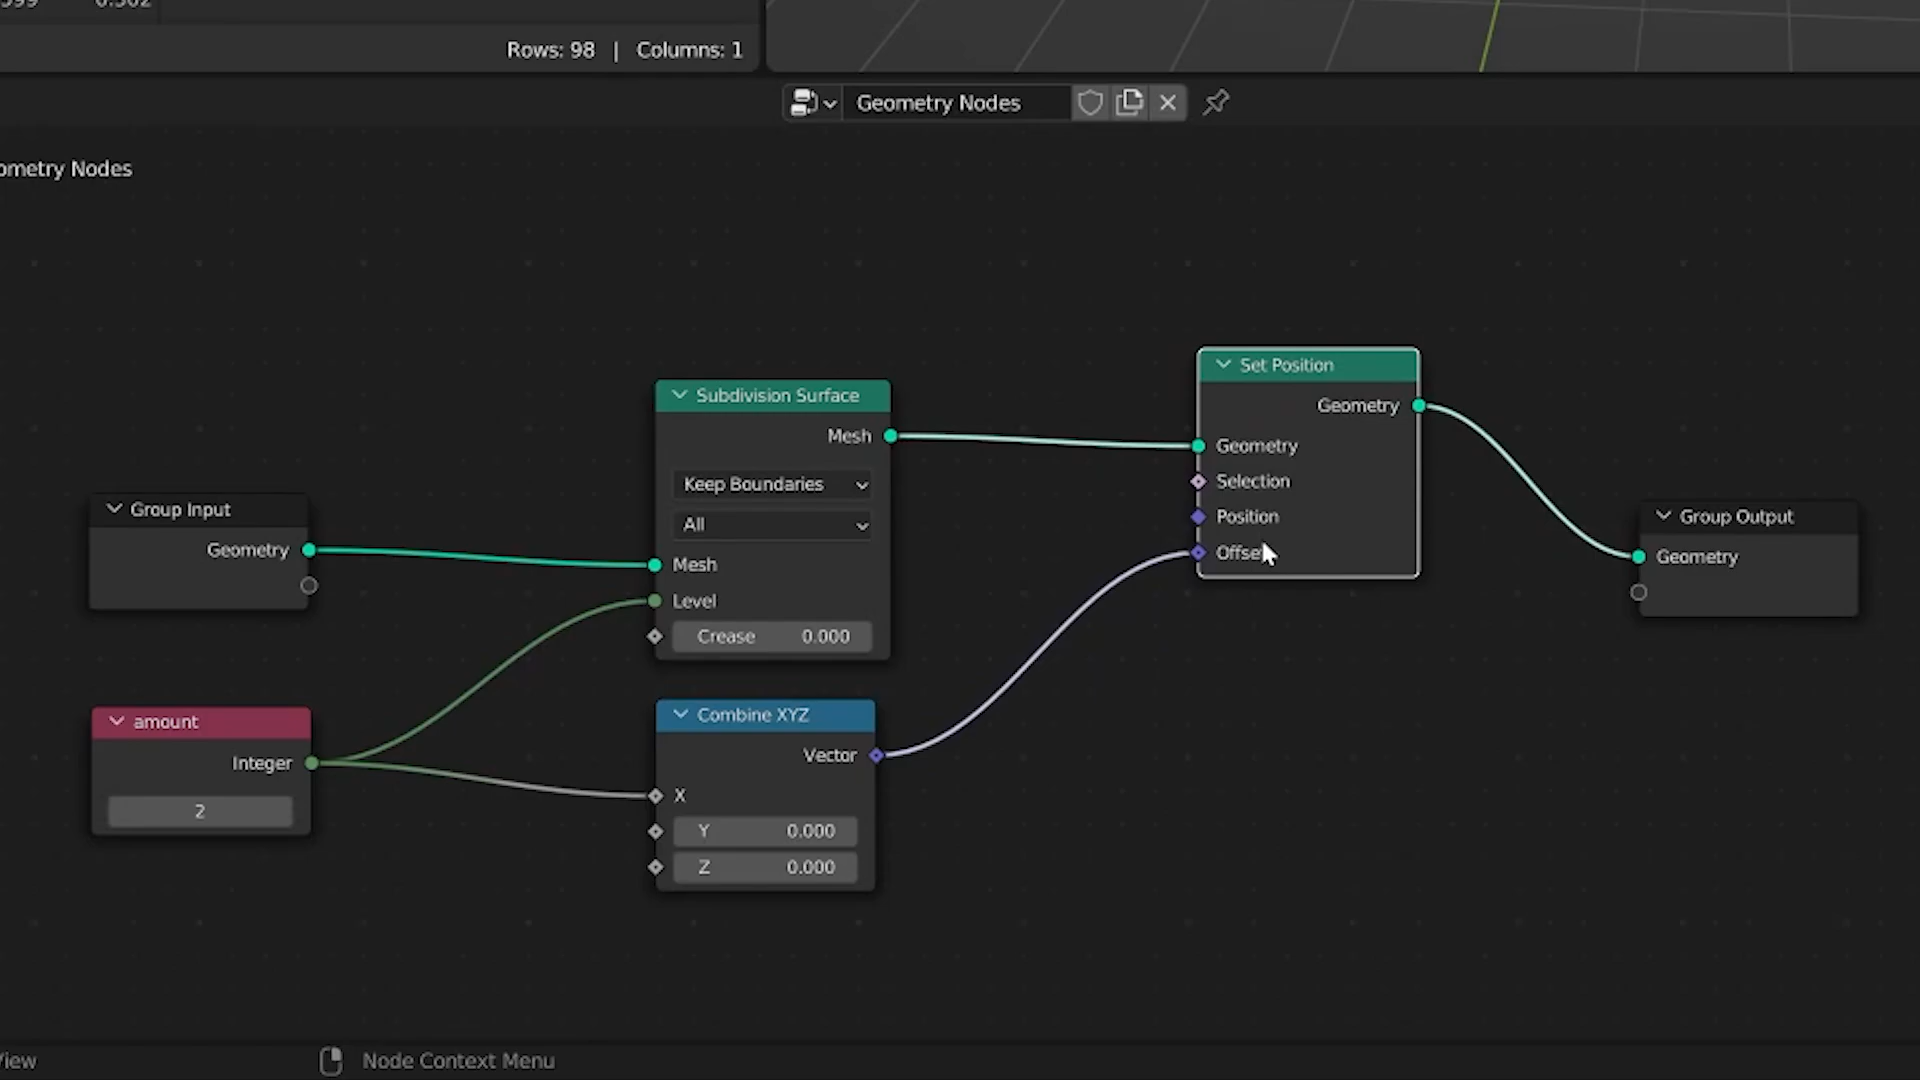 Rows: 98 | Columns: 1
Geometry Nodes
ometry Nodes
Set Position
Geometry
Geometry
Selection
Position
Offse
Subdivision Surface
Mesh
Keep Boundaries
All
Mesh
Level
Crease 0.000
Group Input
Geometry
Group Output
Geometry
amount
Integer
2
Combine XYZ
Vector
X
Y 0.000
Z 0.000
View
Node Context Menu